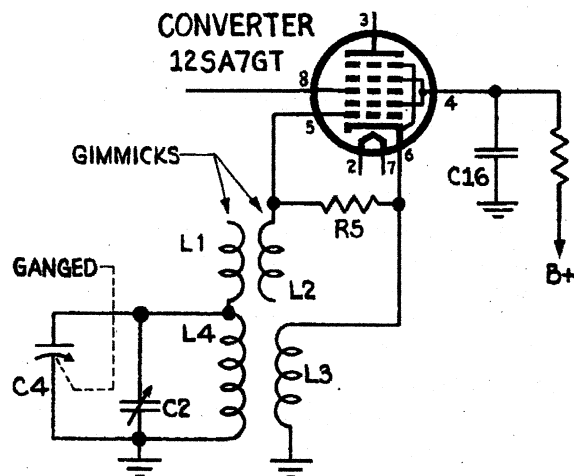 CONVERTER
12SA7GT
3
8
4
5
2
7
6
GIMMICKS
C16
R5
L1
L2
GANGED
B+
L4
C4
C2
L3